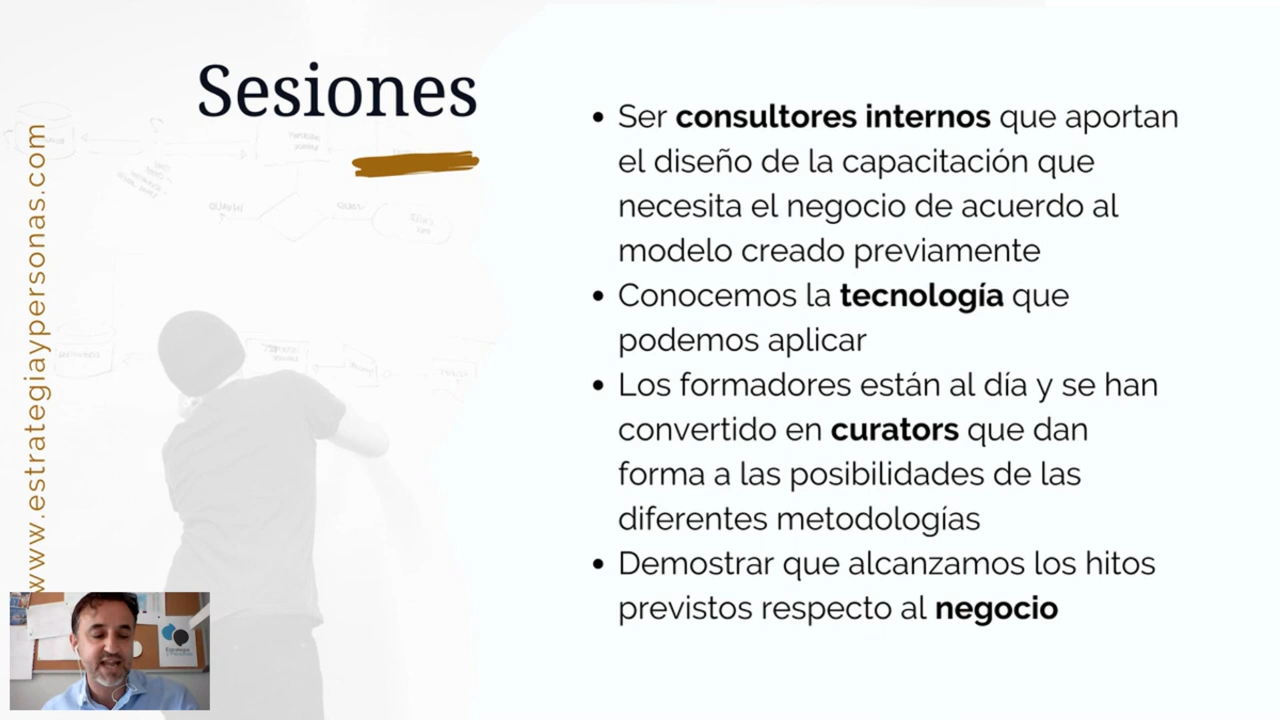 Sesiones
www.estrategiaypersonas.com
• Ser consultores internos que aportan
el diseño de la capacitación que
necesita el negocio de acuerdo al
modelo creado previamente
• Conocemos la tecnología que
podemos aplicar
• Los formadores están al día y se han
convertido en curators que dan
forma a las posibilidades de las
diferentes metodologías
• Demostrar que alcanzamos los hitos
previstos respecto al negocio